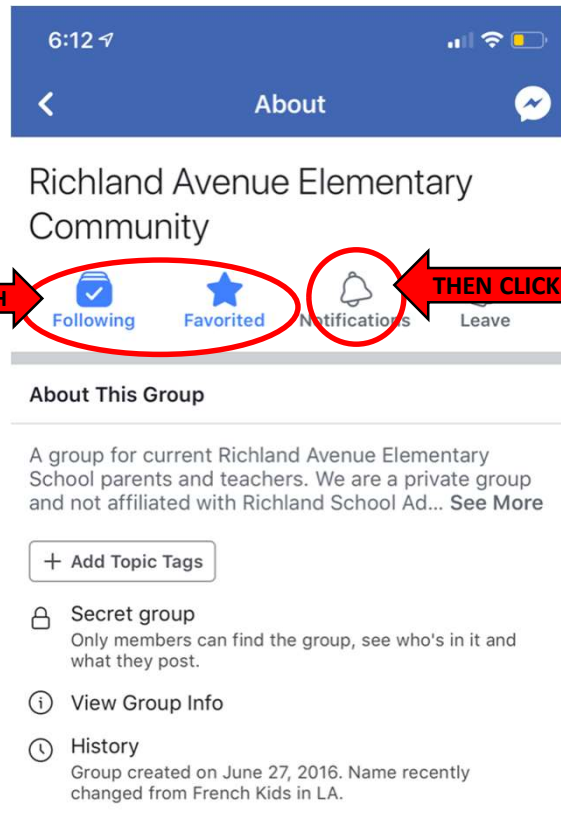 6:12
About
Richland Avenue Elementary
Community
H
THEN CLICK
Following Favorited Notifications Leave
About This Group
A group for current Richland Avenue Elementary
School parents and teachers. We are a private group
and not affiliated with Richland School Ad... See More
+ Add Topic Tags
Secret group
Only members can find the group, see who's in it and
what they post.
View Group Info
History
Group created on June 27, 2016. Name recently
changed from French Kids in LA.